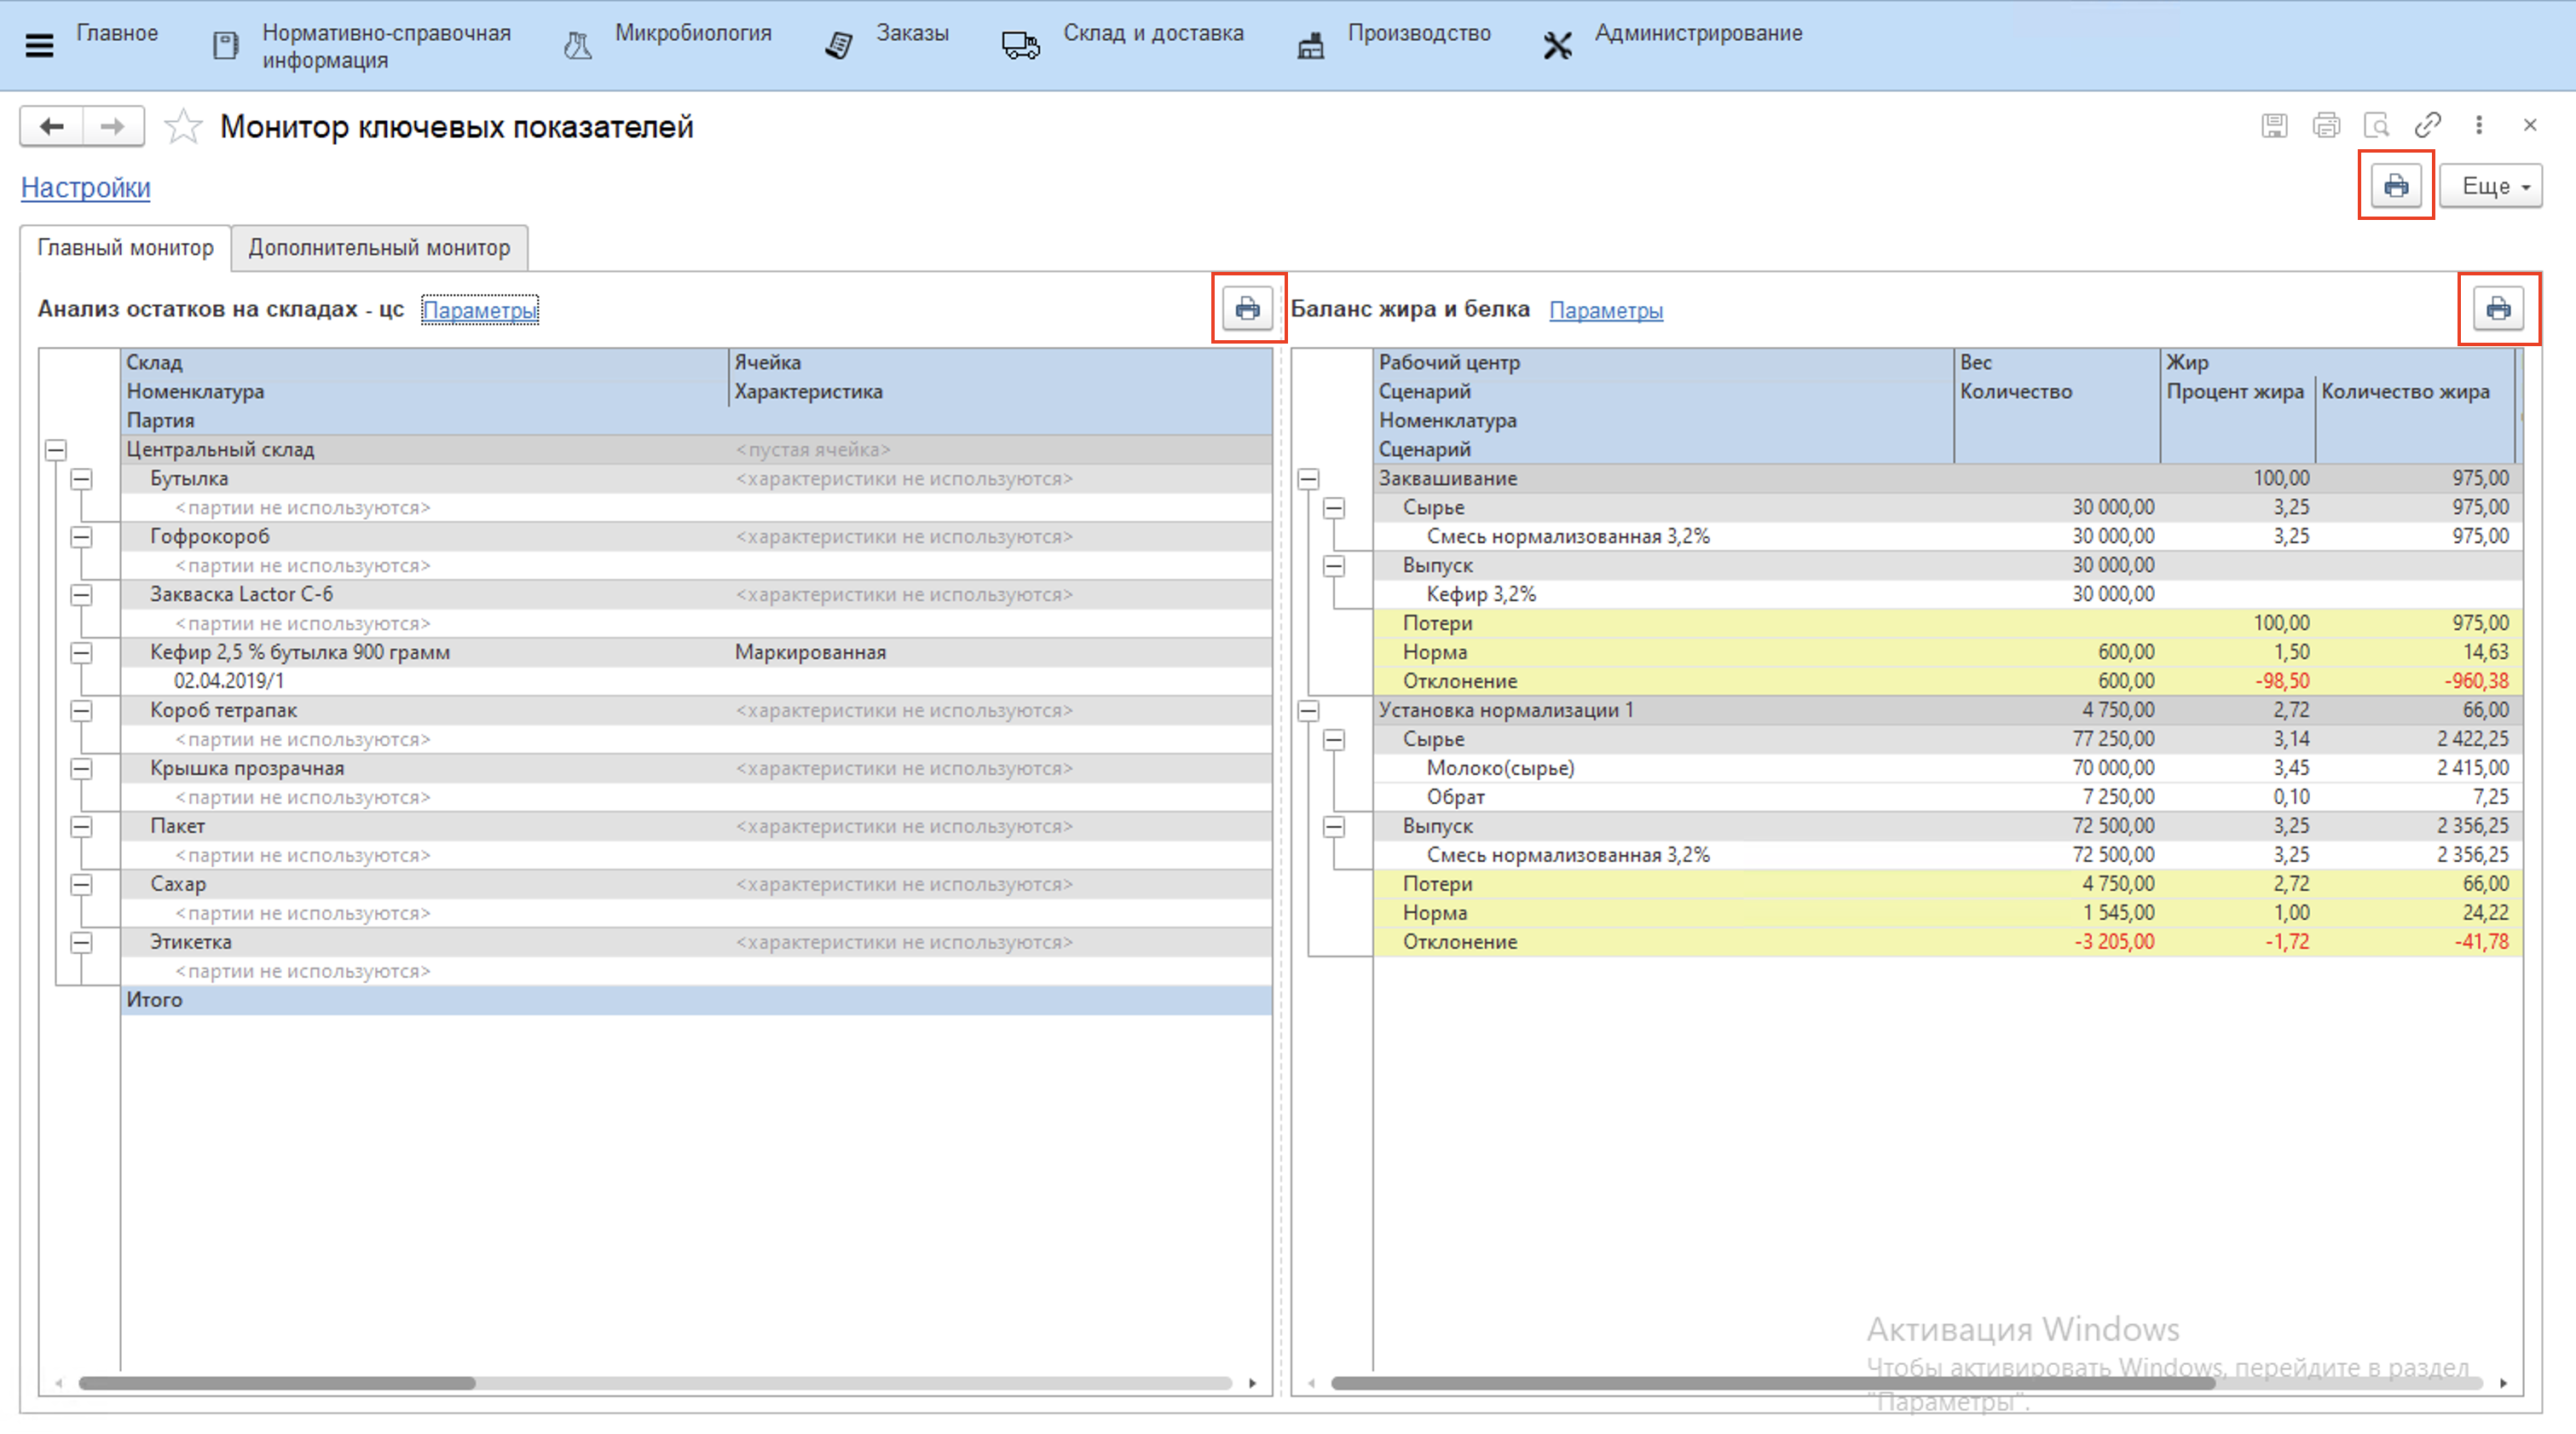 Главное
Нормативно-справочная
информация
Микробиология
Заказы
Склад и доставка
Производство
Администрирование
Монитор ключевых показателей
Настройки
Еще
Главный монитор
Дополнительный монитор
Анализ остатков на складах - цс Параметры
Склад Ячейка
Номенклатура Характеристика
Партия
Центральный склад <пустая ячейка>
Бутылка <характеристики не используются>
<партии не используются>
Гофрокороб <характеристики не используются>
<партии не используются>
Закваска Lactor C-6 <характеристики не используются>
<партии не используются>
Кефир 2,5 % бутылка 900 грамм Маркированная
02.04.2019/1
Короб тетрапак <характеристики не используются>
<партии не используются>
Крышка прозрачная <характеристики не используются>
<партии не используются>
Пакет <характеристики не используются>
<партии не используются>
Сахар <характеристики не используются>
<партии не используются>
Этикетка <характеристики не используются>
<партии не используются>
Итого
Баланс жира и белка Параметры
Рабочий центр Вес Жир
Сценарий Количество Процент жира Количество жира
Номенклатура
Сценарий
Заквашивание 100,00 975,00
Сырье 30 000,00 3,25 975,00
Смесь нормализованная 3,2% 30 000,00 3,25 975,00
Выпуск 30 000,00
Кефир 3,2% 30 000,00
Потери 100,00 975,00
Норма 600,00 1,50 14,63
Отклонение 600,00 -98,50 -960,38
Установка нормализации 1 4 750,00 2,72 66,00
Сырье 77 250,00 3,14 2 422,25
Молоко(сырье) 70 000,00 3,45 2 415,00
Обрат 7 250,00 0,10 7,25
Выпуск 72 500,00 3,25 2 356,25
Смесь нормализованная 3,2% 72 500,00 3,25 2 356,25
Потери 4 750,00 2,72 66,00
Норма 1 545,00 1,00 24,22
Отклонение -3 205,00 -1,72 -41,78
Активация Windows
Чтобы активировать Windows, перейдите в раздел
"Параметры".